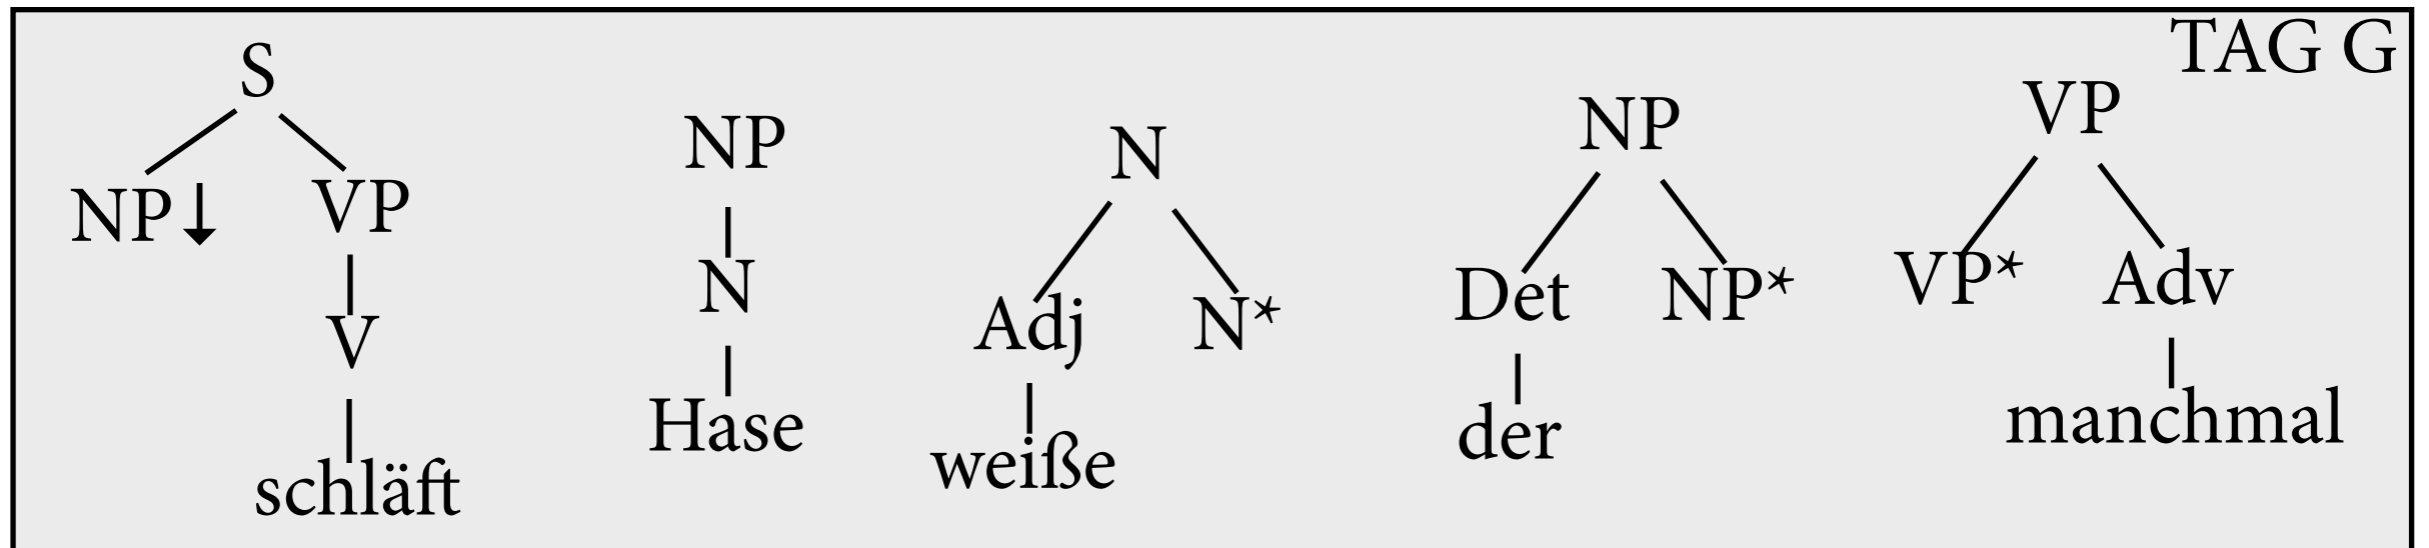 TAG G
S
NP↓ VP
V
schläft
NP
N
Hase
N
Adj N*
weiße
NP
Det NP*
der
VP
VP* Adv
manchmal